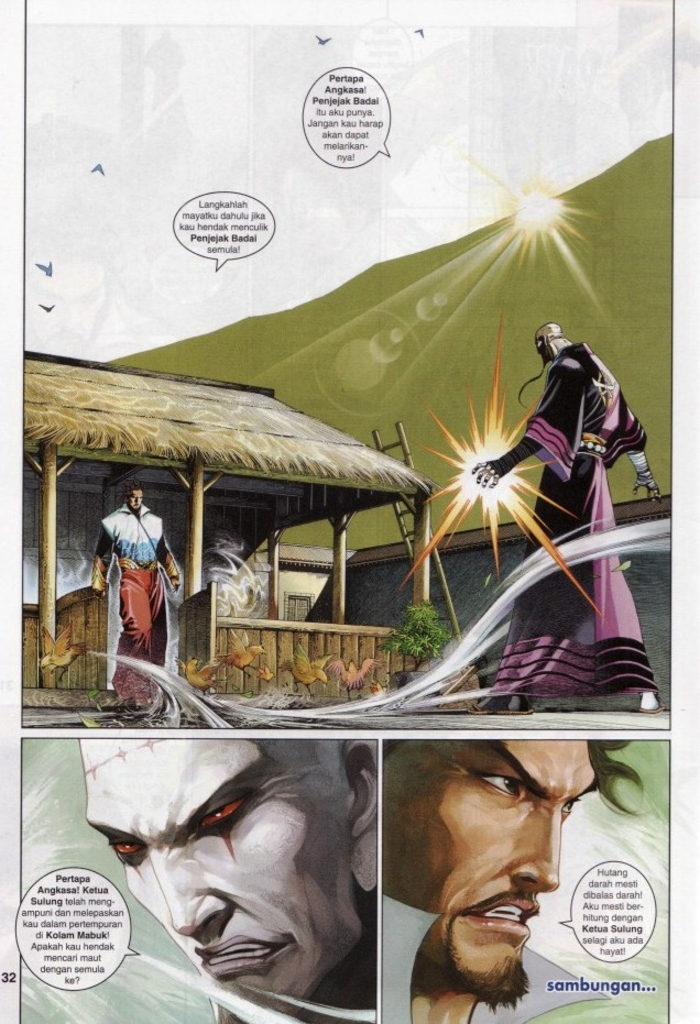 Pertapa
Angkasa!
Penjejak Badai
itu aku punya.
Jangan kau harap
akan dapat
melarikan-
nya!
Langkahlah
mayatku dahulu jika
kau hendak menculik
Penjejak Badai
semula!
Pertapa
Angkasa! Ketua
Sulung telah meng-
ampuni dan melepaskan
kau dalam pertempuran
di Kolam Mabuk!
Apakah kau hendak
mencari maut
dengan semula
ke?
Hutang
darah mesti
dibalas darah!
Aku mesti ber-
hitung dengan
Ketua Sulung
selagi aku ada
hayat!
sambungan...
32